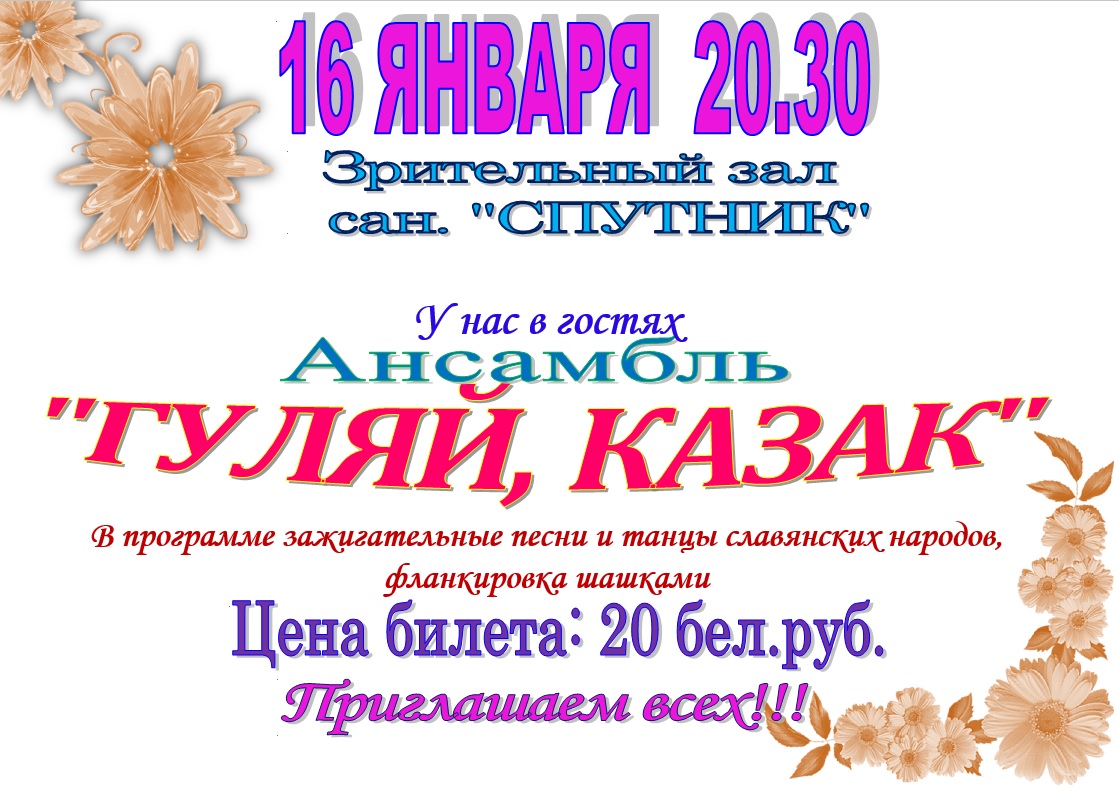 16 ЯНВАРЯ 20.30
Зрительный зал
сан. "СПУТНИК"
У нас в гостях
Ансамбль
"ГУЛЯЙ, КАЗАК"
В программе зажигательные песни и танцы славянских народов,
фланкировка шашками
Цена билета: 20 бел.руб.
Приглашаем всех!!!